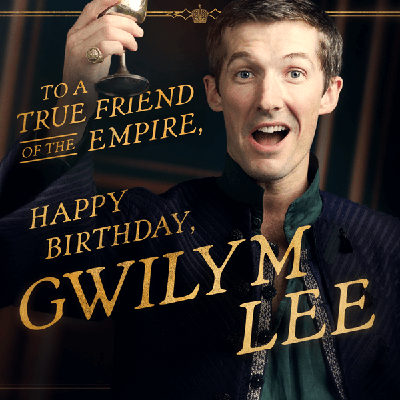 TO A
TRUE FRIEND
OF THE EMPIRE,
HAPPY
BIRTHDAY,
GWILYM
LEE